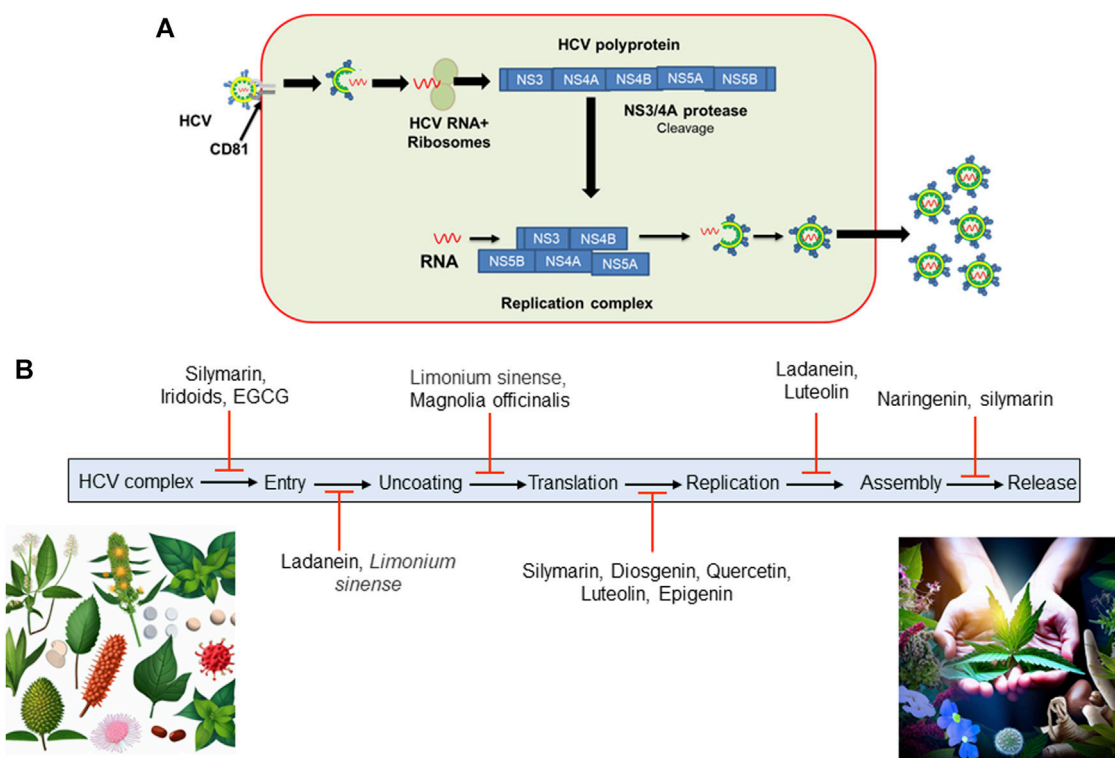 A
HCV polyprotein
NS3 NS4A NS4B NS5A NS5B
HCV
CD81
HCV RNA+
Ribosomes
NS3/4A protease
Cleavage
RNA
NS3 NS4B
NS5B NS4A NS5A
Replication complex
B
Silymarin,
Iridoids, EGCG
Limonium sinense,
Magnolia officinalis
Ladanein,
Luteolin
Naringenin, silymarin
HCV complex Entry Uncoating Translation Replication Assembly Release
Ladanein, Limonium
sinense
Silymarin, Diosgenin, Quercetin,
Luteolin, Epigenin